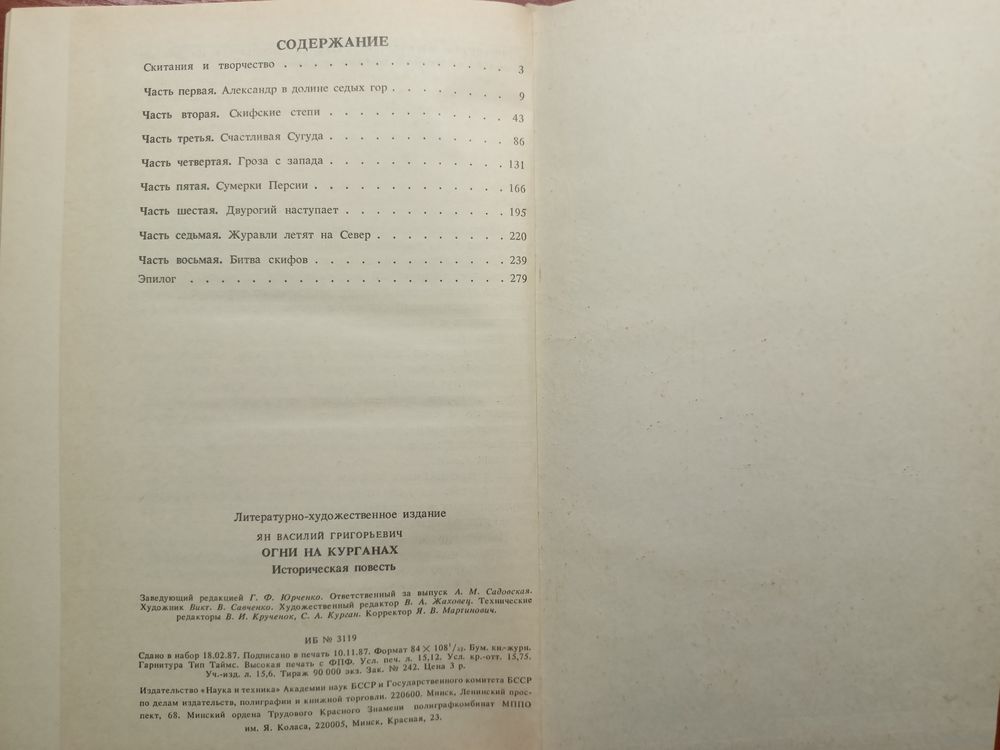 СОДЕРЖАНИЕ
Скитания и творчество . . . . . . . . . . . . . . . 3
Часть первая. Александр в долине седых гор . . . . . . . 9
Часть вторая. Скифские степи . . . . . . . . . . . . 43
Часть третья. Счастливая Сугуда . . . . . . . . . . . . 86
Часть четвертая. Гроза с запада . . . . . . . . . . . . 131
Часть пятая. Сумерки Персии . . . . . . . . . . . . . 166
Часть шестая. Двурогий наступает . . . . . . . . . . . 195
Часть седьмая. Журавли летят на Север . . . . . . . . . 220
Часть восьмая. Битва скифов . . . . . . . . . . . . . 239
Эпилог . . . . . . . . . . . . . . . . . . . . 279
Литературно-художественное издание
ЯН ВАСИЛИЙ ГРИГОРЬЕВИЧ
ОГНИ НА КУРГАНАХ
Историческая повесть
Заведующий редакцией Г. Ф. Юрченко. Ответственный за выпуск А. М. Садовская.
Художник Викт. В. Савченко. Художественный редактор В. А. Жаховец. Технические
редакторы В. И. Крученок, С. А. Курган. Корректор Я. В. Мартинович.
ИБ № 3119
Сдано в набор 18.02.87. Подписано в печать 10.11.87. Формат 84 × 108¹/₃₂. Бум. кн-журн.
Гарнитура Тип Таймс. Высокая печать с ФПФ. Усл. печ. л. 15,12. Усл. кр.-отт. 15,75.
Уч.-изд. л. 15,6. Тираж 90 000 экз. Зак. № 242. Цена 3 р.
Издательство «Наука и техника» Академии наук БССР и Государственного комитета БССР
по делам издательств, полиграфии и книжной торговли. 220600. Минск, Ленинский прос-
пект, 68. Минский ордена Трудового Красного Знамени полиграфкомбинат МППО
им. Я. Коласа, 220005, Минск, Красная, 23.